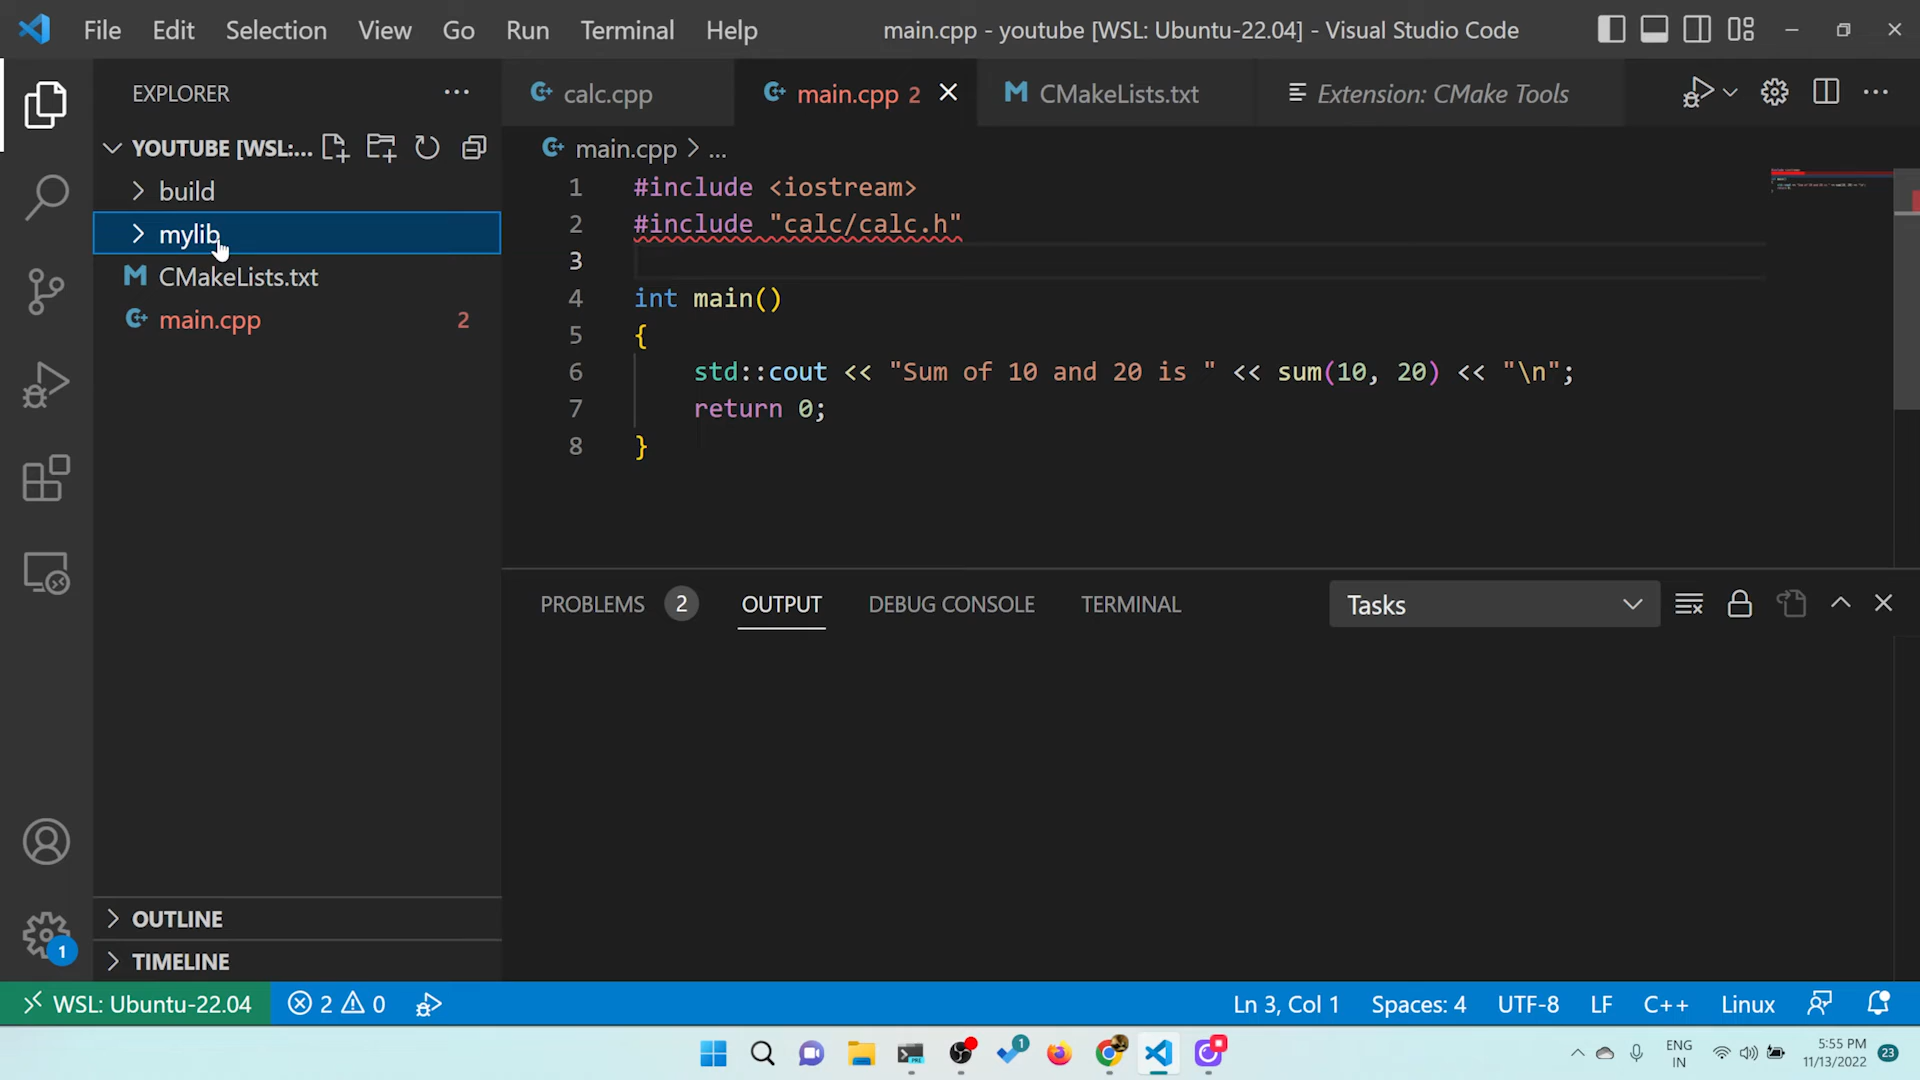 File Edit Selection View Go Run Terminal Help
main.cpp - youtube [WSL: Ubuntu-22.04] - Visual Studio Code
EXPLORER
YOUTUBE [WSL:...
build
mylib
CMakeLists.txt
main.cpp 2
OUTLINE
TIMELINE
calc.cpp
main.cpp 2
CMakeLists.txt
Extension: CMake Tools
main.cpp > ...
1 #include <iostream>
2 #include "calc/calc.h"
3
4 int main()
5 {
6 std::cout << "Sum of 10 and 20 is " << sum(10, 20) << "\n";
7 return 0;
8 }
PROBLEMS 2 OUTPUT DEBUG CONSOLE TERMINAL
Tasks
1
WSL: Ubuntu-22.04 2 0
Ln 3, Col 1 Spaces: 4 UTF-8 LF C++ Linux
PRE
1
ENG
IN
5:55 PM
11/13/2022
23